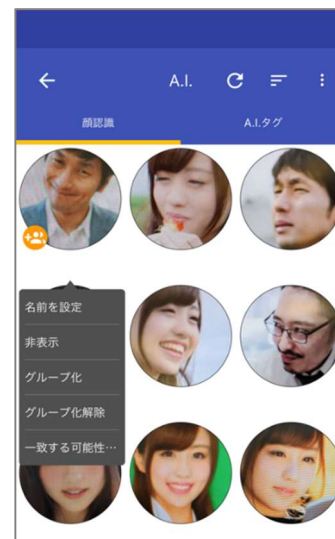 A.I.
顔認識
A.I.タグ
名前を設定
非表示
グループ化
グループ化解除
一致する可能性…